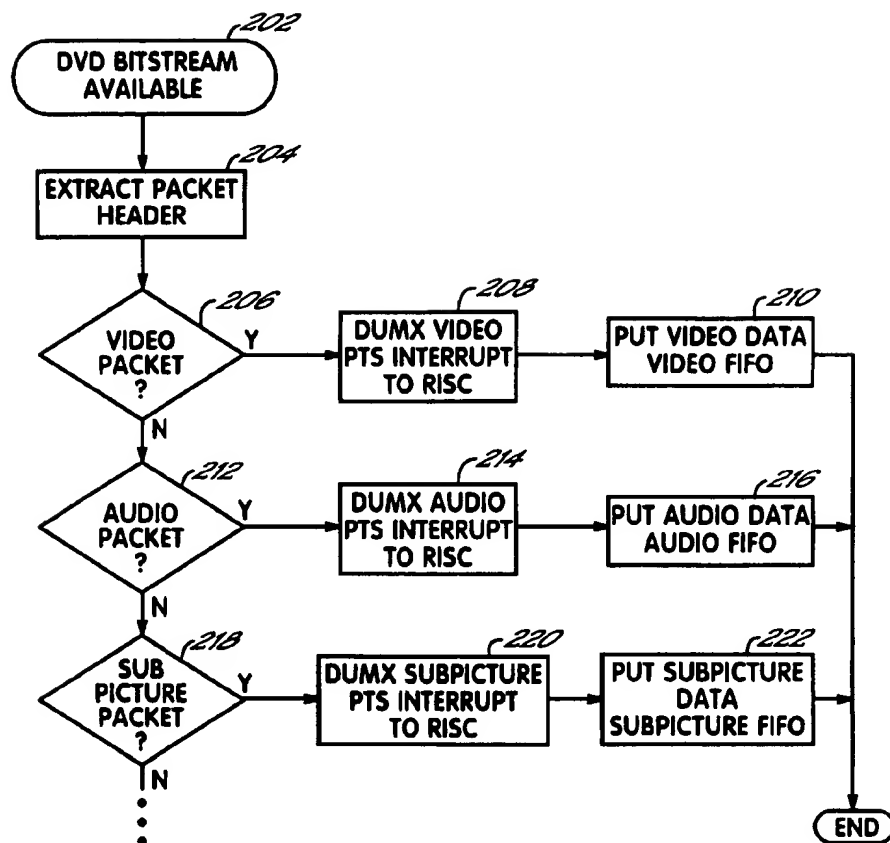 202
DVD BITSTREAM
AVAILABLE
204
EXTRACT PACKET
HEADER
206
VIDEO
PACKET
?
Y
N
208
DUMX VIDEO
PTS INTERRUPT
TO RISC
210
PUT VIDEO DATA
VIDEO FIFO
212
AUDIO
PACKET
?
Y
N
214
DUMX AUDIO
PTS INTERRUPT
TO RISC
216
PUT AUDIO DATA
AUDIO FIFO
218
SUB
PICTURE
PACKET
?
Y
N
220
DUMX SUBPICTURE
PTS INTERRUPT
TO RISC
222
PUT SUBPICTURE
DATA
SUBPICTURE FIFO
END